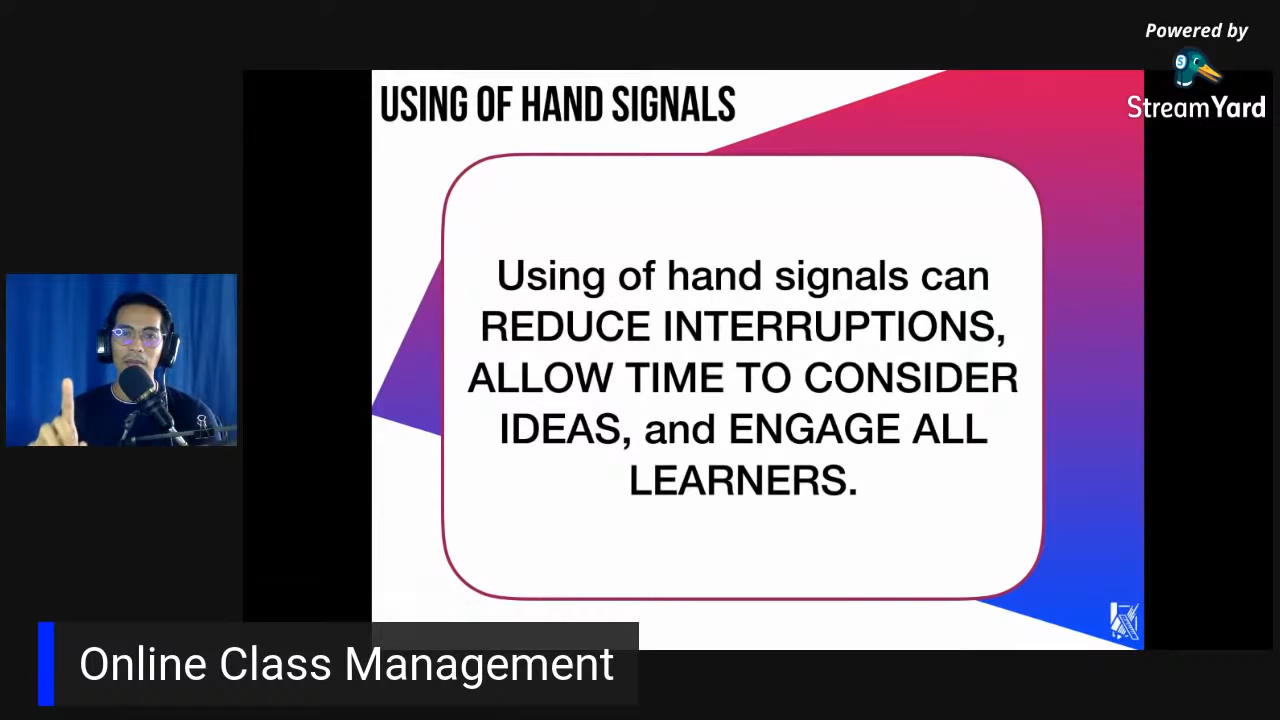 Powered by
StreamYard
USING OF HAND SIGNALS
Using of hand signals can
REDUCE INTERRUPTIONS,
ALLOW TIME TO CONSIDER
IDEAS, and ENGAGE ALL
LEARNERS.
Online Class Management